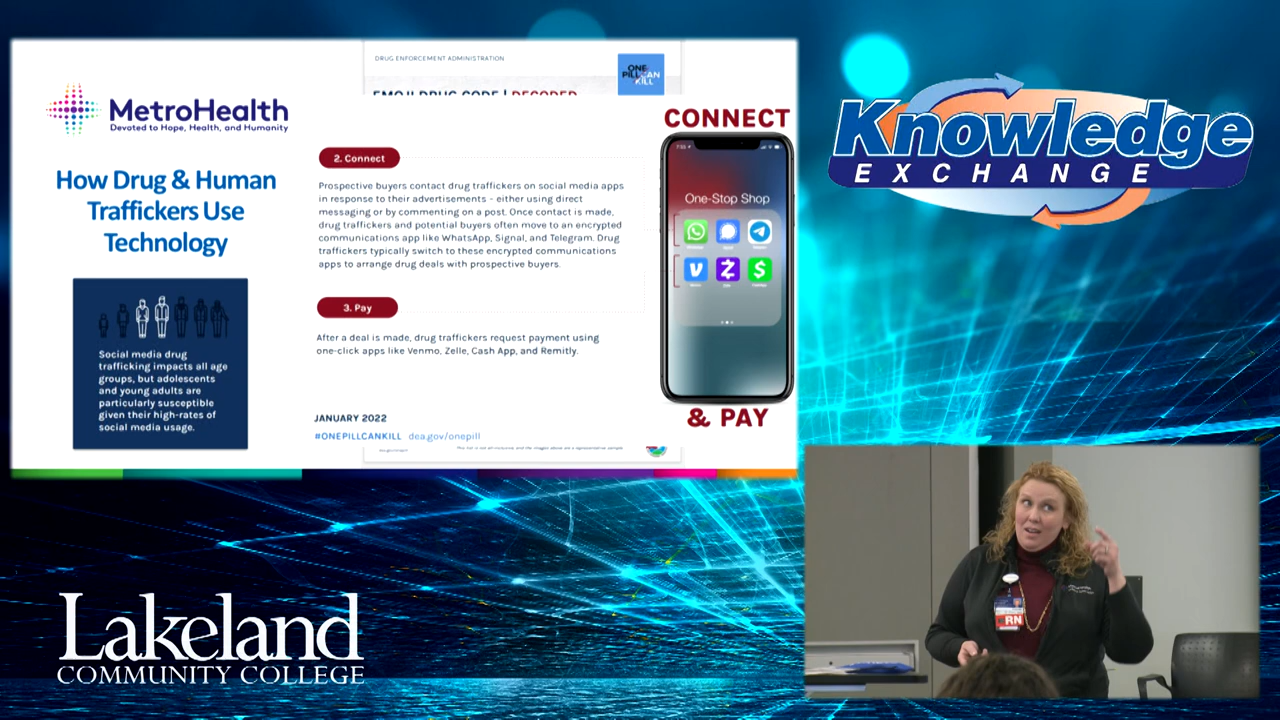 DRUG ENFORCEMENT ADMINISTRATION
ONE
PILL CAN
KILL
EMOJI DRUG CODE | DECODED
MetroHealth
Devoted to Hope, Health, and Humanity
How Drug & Human
Traffickers Use
Technology
Social media drug
trafficking impacts all age
groups, but adolescents
and young adults are
particularly susceptible
given their high-rates of
social media usage.
2. Connect
Prospective buyers contact drug traffickers on social media apps
in response to their advertisements – either using direct
messaging or by commenting on a post. Once contact is made,
drug traffickers and potential buyers often move to an encrypted
communications app like WhatsApp, Signal, and Telegram. Drug
traffickers typically switch to these encrypted communications
apps to arrange drug deals with prospective buyers.
3. Pay
After a deal is made, drug traffickers request payment using
one-click apps like Venmo, Zelle, Cash App, and Remitly.
JANUARY 2022
#ONEPILLCANKILL dea.gov/onepill
CONNECT
One-Stop Shop
& PAY
Knowledge
EXCHANGE
RN
Lakeland
COMMUNITY COLLEGE